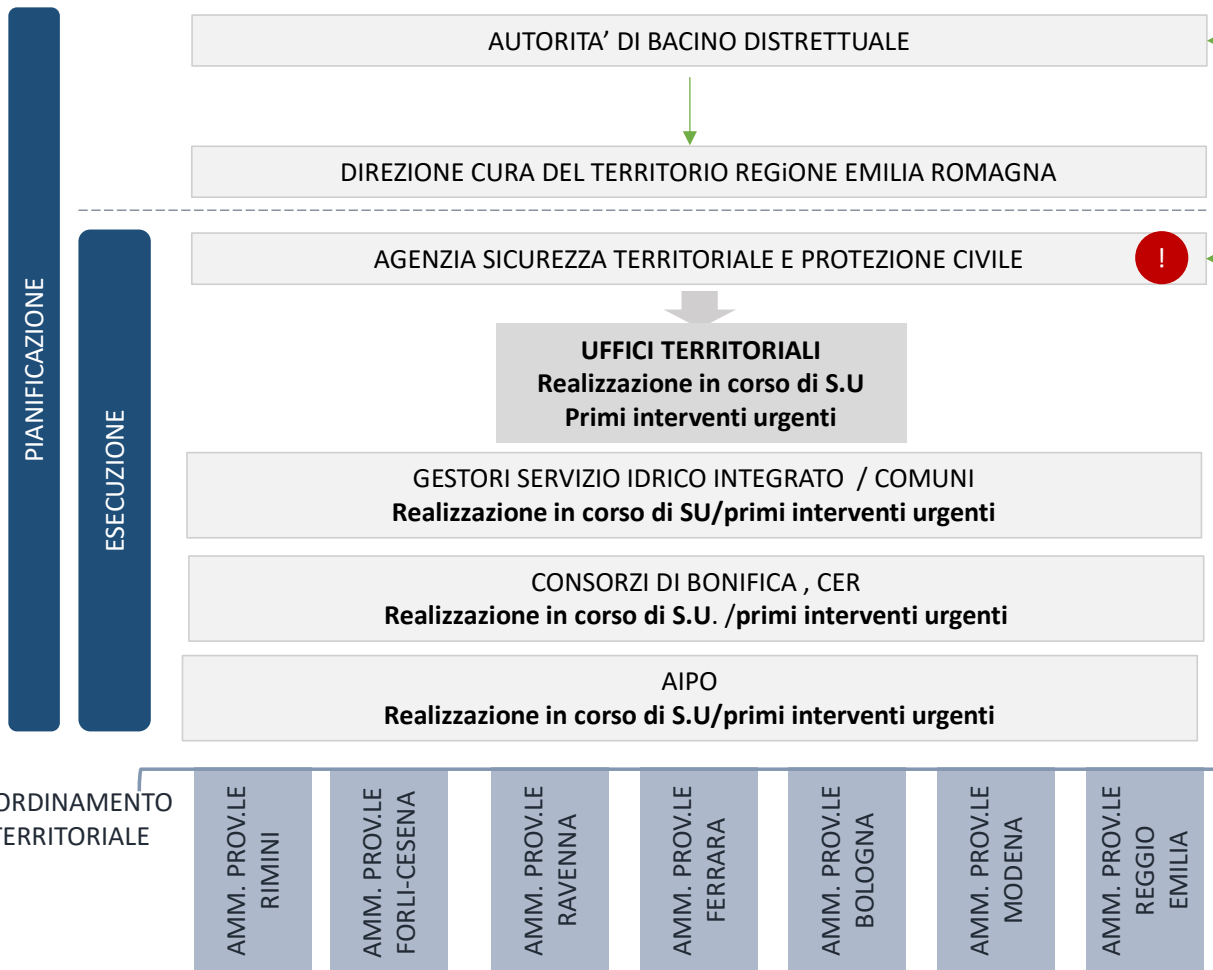 AUTORITA’ DI BACINO DISTRETTUALE
DIREZIONE CURA DEL TERRITORIO REGiONE EMILIA ROMAGNA
PIANIFICAZIONE
ESECUZIONE
AGENZIA SICUREZZA TERRITORIALE E PROTEZIONE CIVILE
!
UFFICI TERRITORIALI
Realizzazione in corso di S.U
Primi interventi urgenti
GESTORI SERVIZIO IDRICO INTEGRATO / COMUNI
Realizzazione in corso di SU/primi interventi urgenti
CONSORZI DI BONIFICA , CER
Realizzazione in corso di S.U. /primi interventi urgenti
AIPO
Realizzazione in corso di S.U/primi interventi urgenti
ORDINAMENTO
TERRITORIALE
AMM. PROV.LE
RIMINI
AMM. PROV.LE
FORLI-CESENA
AMM. PROV.LE
RAVENNA
AMM. PROV.LE
FERRARA
AMM. PROV.LE
BOLOGNA
AMM. PROV.LE
MODENA
AMM. PROV.LE
REGGIO
EMILIA